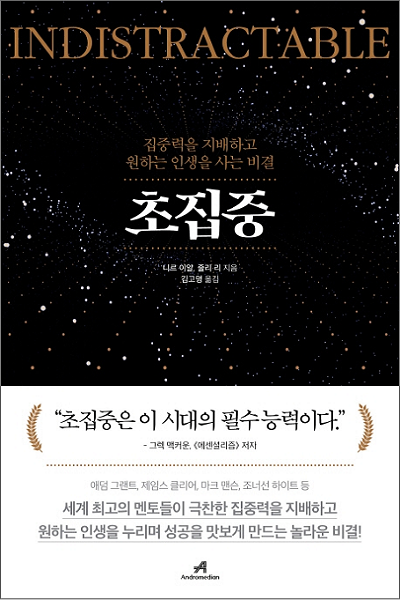 INDISTRACTABLE
집중력을 지배하고
원하는 인생을 사는 비결
초집중
니르 이얄, 줄리 리 지음
김고명 옮김
“초집중은 이 시대의 필수 능력이다.”
- 그렉 맥커운, 《에센셜리즘》 저자
애덤 그랜트, 제임스 클리어, 마크 맨슨, 조너선 하이트 등
세계 최고의 멘토들이 극찬한 집중력을 지배하고
원하는 인생을 누리며 성공을 맛보게 만드는 놀라운 비결!
Andromedian